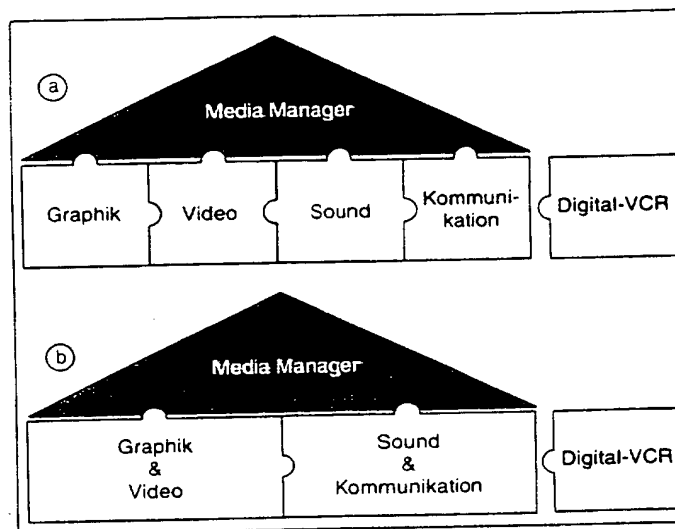 a
Media Manager
Graphik
Video
Sound
Kommuni-
kation
Digital-VCR
b
Media Manager
Graphik
&
Video
Sound
&
Kommunikation
Digital-VCR